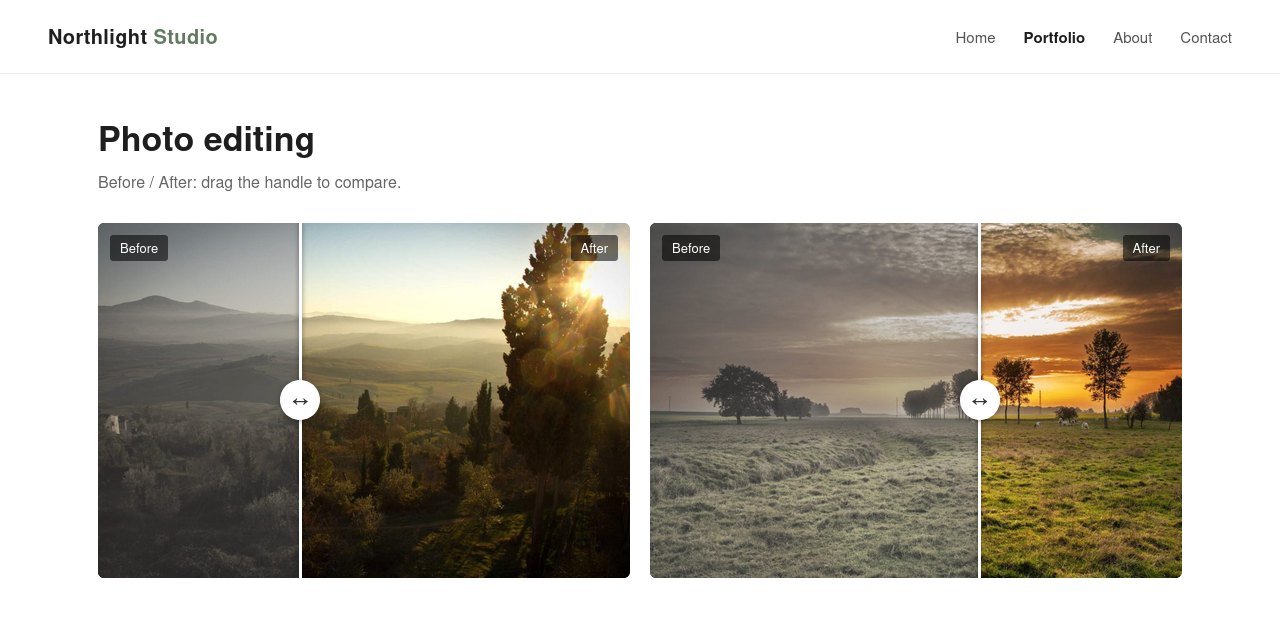 Northlight Studio
Home Portfolio About Contact
Photo editing
Before / After: drag the handle to compare.
Before After Before After